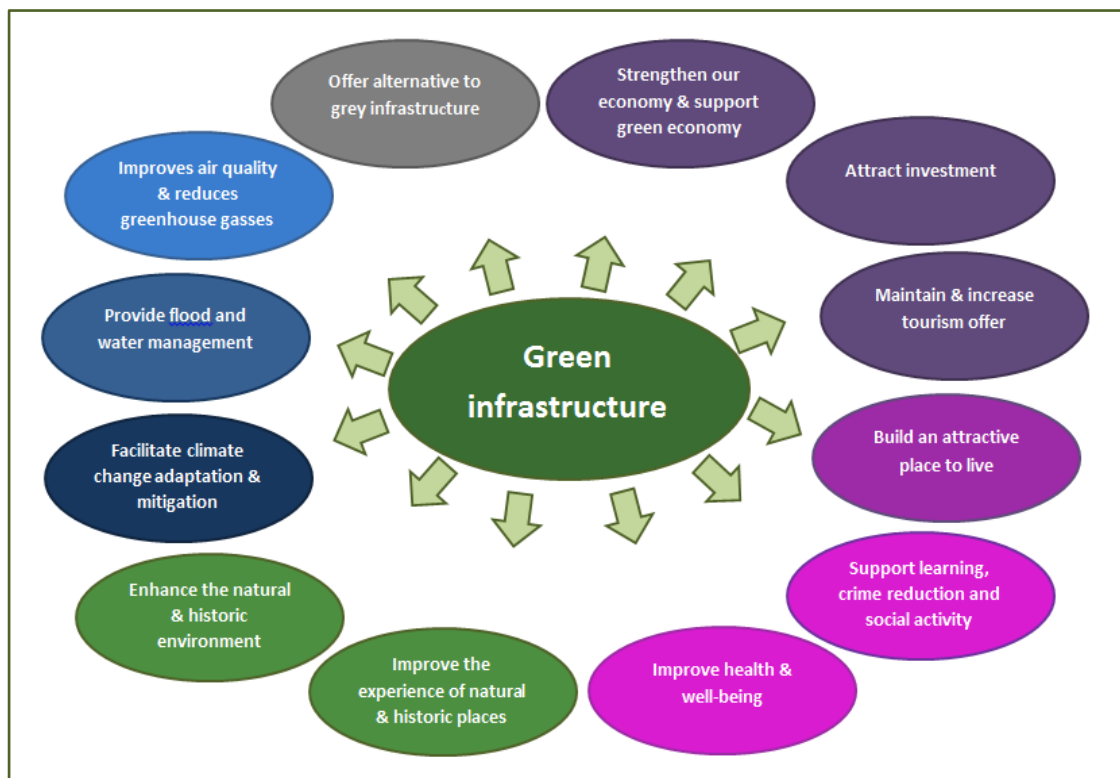 Offer alternative to
grey infrastructure
Strengthen our
economy & support
green economy
Attract investment
Maintain & increase
tourism offer
Build an attractive
place to live
Support learning,
crime reduction and
social activity
Improve health &
well-being
Improve the
experience of natural
& historic places
Enhance the natural
& historic
environment
Facilitate climate
change adaptation &
mitigation
Provide flood and
water management
Improves air quality
& reduces
greenhouse gasses
Green
infrastructure